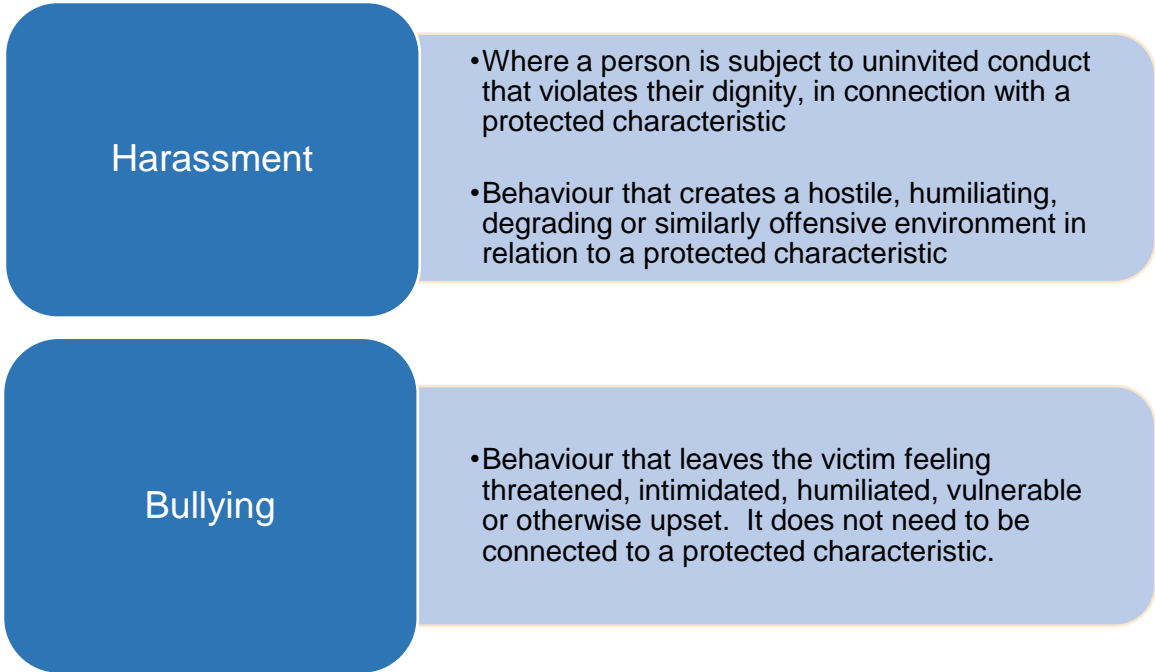 Harassment
•Where a person is subject to uninvited conduct
that violates their dignity, in connection with a
protected characteristic
•Behaviour that creates a hostile, humiliating,
degrading or similarly offensive environment in
relation to a protected characteristic
Bullying
•Behaviour that leaves the victim feeling
threatened, intimidated, humiliated, vulnerable
or otherwise upset.  It does not need to be
connected to a protected characteristic.